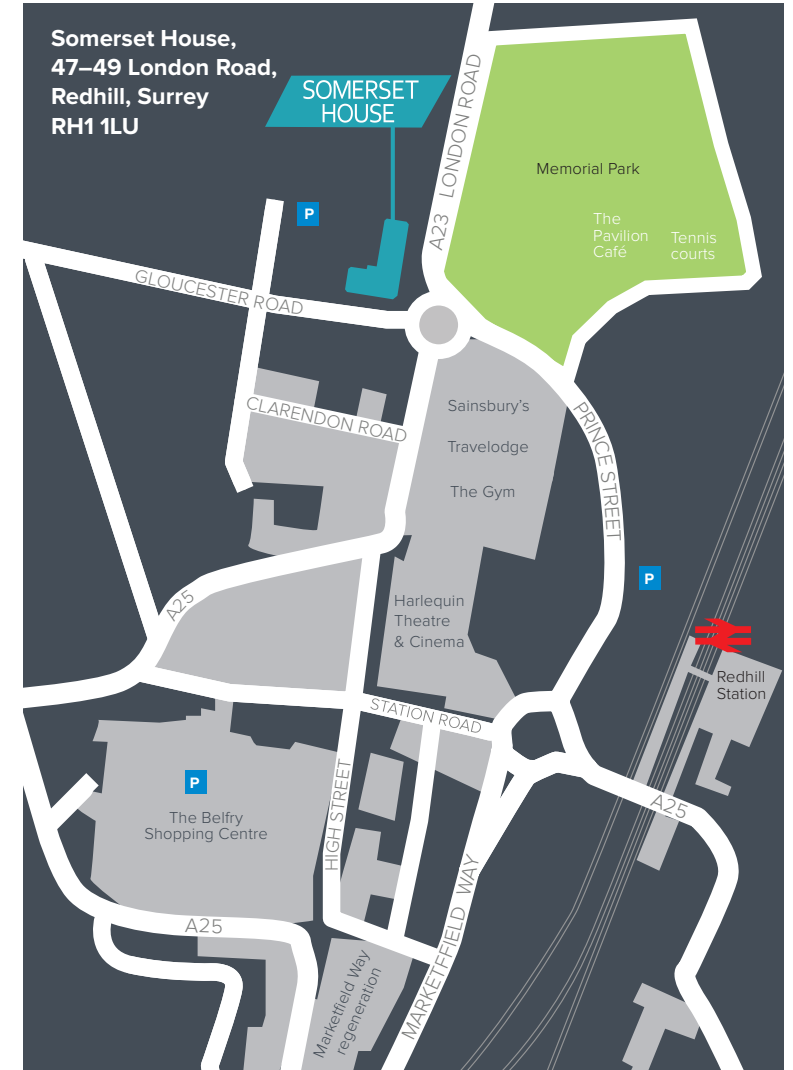 Somerset House,
47–49 London Road,
Redhill, Surrey
RH1 1LU
SOMERSET
HOUSE
A23 LONDON ROAD
Memorial Park
The
Pavilion
Café
Tennis
courts
P
GLOUCESTER ROAD
CLARENDON ROAD
Sainsbury's
Travelodge
The Gym
PRINCE STREET
P
A25
Harlequin
Theatre
& Cinema
Redhill
Station
STATION ROAD
P
The Belfry
Shopping Centre
HIGH STREET
A25
A25
MARKETFFIELD WAY
Marketfield Way
regeneration